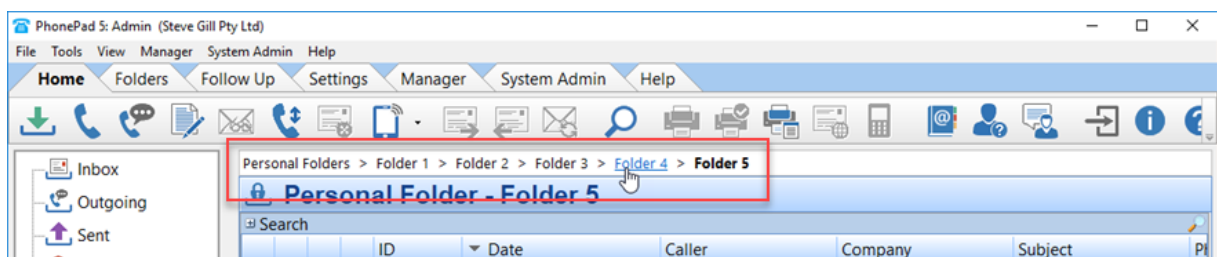 PhonePad 5: Admin (Steve Gill Pty Ltd)
File Tools View Manager System Admin Help
Home Folders Follow Up Settings Manager System Admin Help
Personal Folders > Folder 1 > Folder 2 > Folder 3 > Folder 4 > Folder 5
Inbox
Personal Folder - Folder 5
Outgoing
Search
Sent
ID Date Caller Company Subject